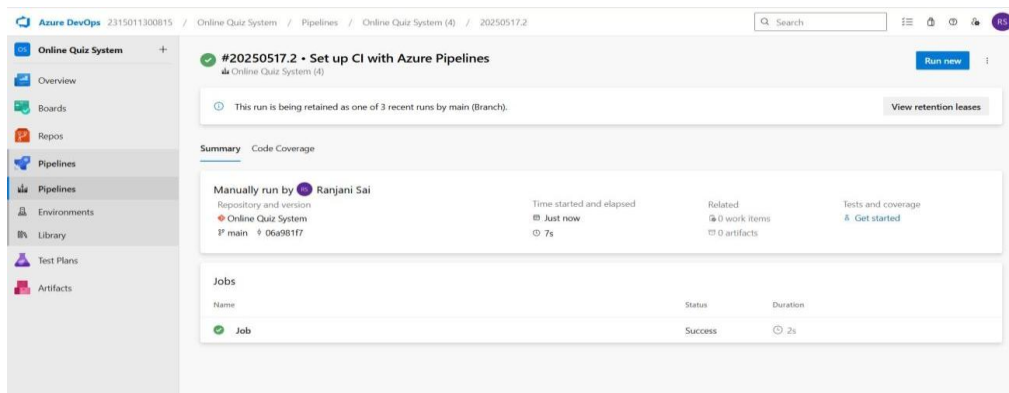 Azure DevOps 2315011300815 / Online Quiz System / Pipelines / Online Quiz System (4) / 20250517.2
Search
RS
OS Online Quiz System +
Overview
Boards
Repos
Pipelines
Pipelines
Environments
Library
Test Plans
Artifacts
#20250517.2 • Set up CI with Azure Pipelines
Online Quiz System (4)
Run new
This run is being retained as one of 3 recent runs by main (Branch).
View retention leases
Summary Code Coverage
Manually run by RS Ranjani Sai
Repository and version
Online Quiz System
main 06a981f7
Time started and elapsed
Just now
7s
Related
0 work items
0 artifacts
Tests and coverage
Get started
Jobs
Name Status Duration
Job Success 2s